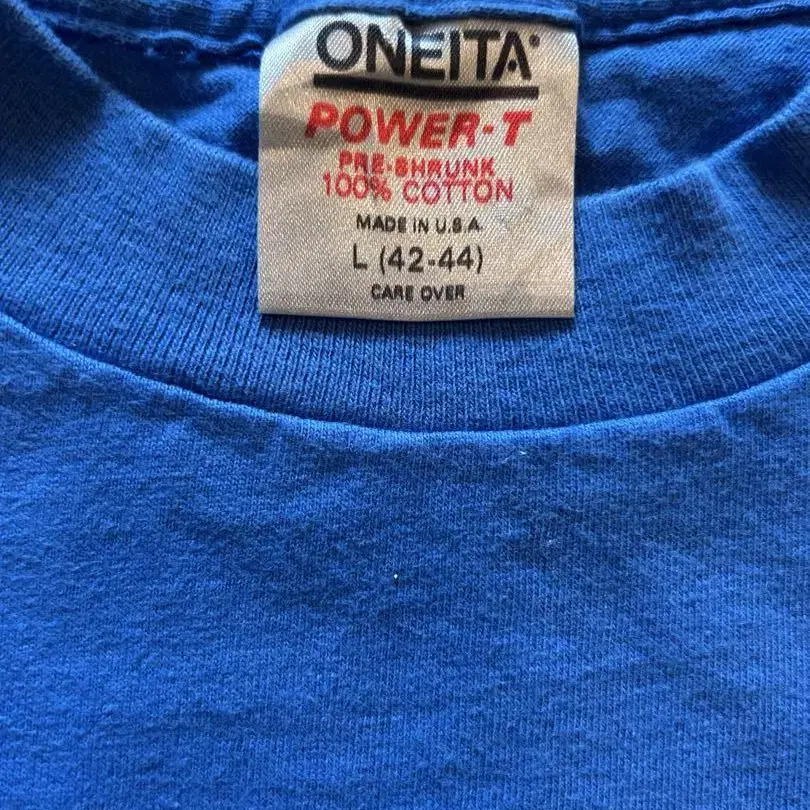 ONEITA®
POWER-T
PRE-SHRUNK
100% COTTON
MADE IN U.S.A.
L (42-44)
CARE OVER